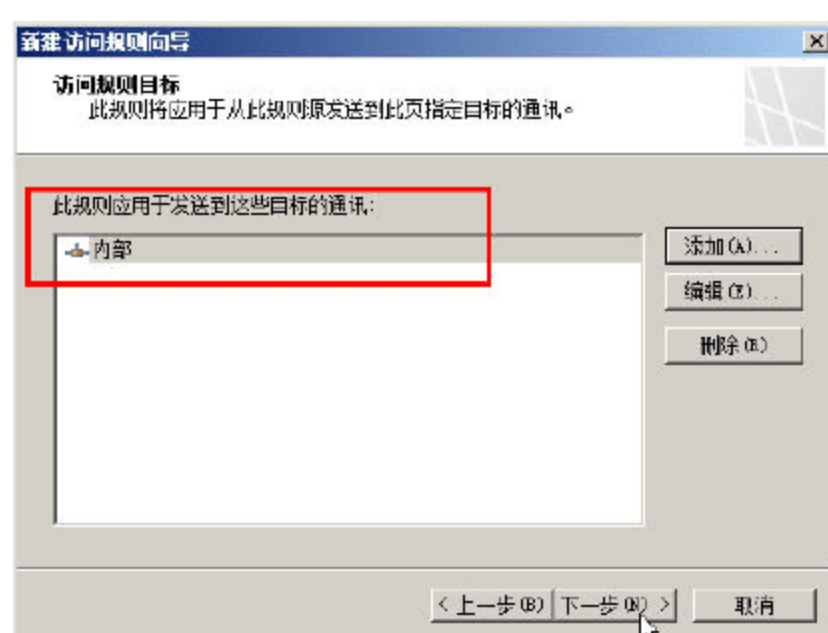 新建访问规则向导
访问规则目标
此规则将应用于从此规则源发送到此页指定目标的通讯。
此规则应用于发送到这些目标的通讯:
内部
添加(A)...
编辑(E)...
删除(R)
< 上一步(B) 下一步(N) > 取消